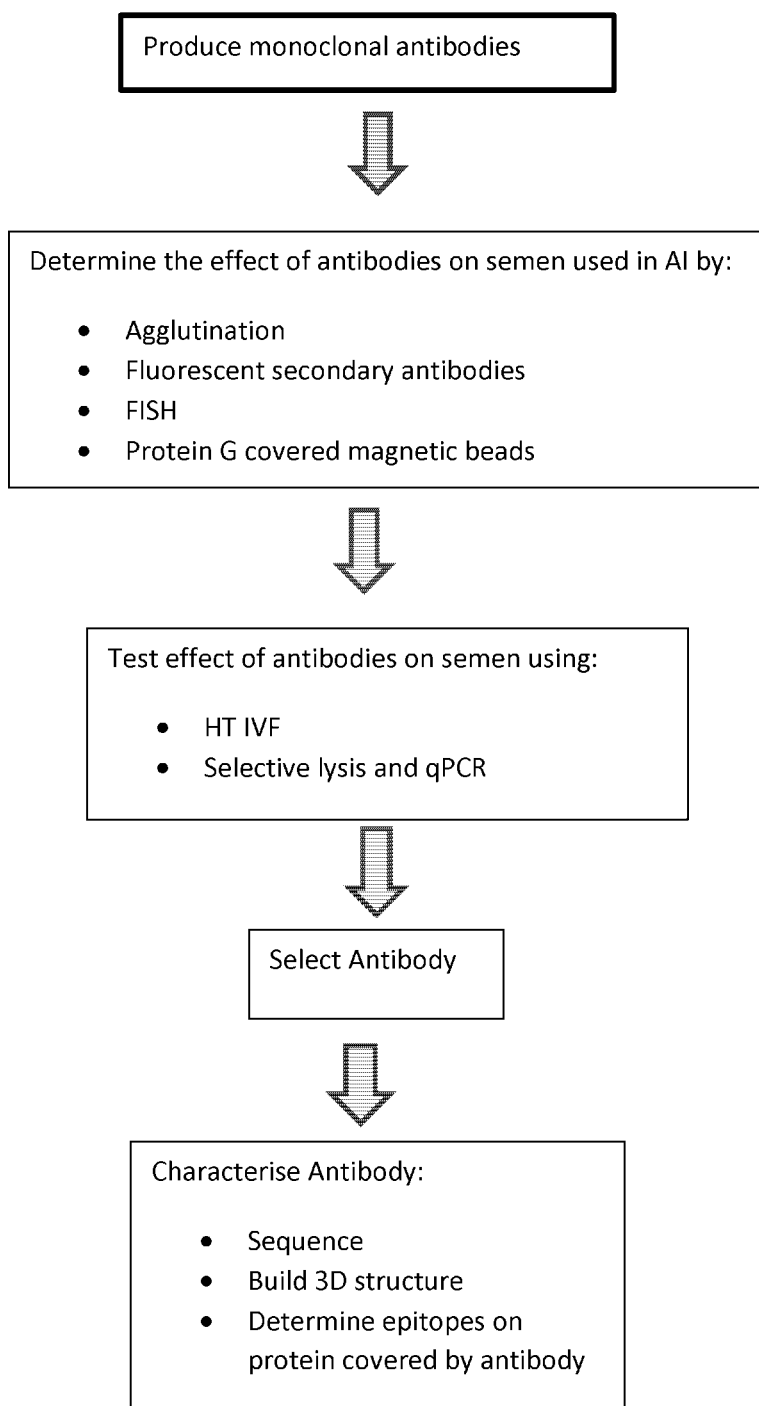 Produce monoclonal antibodies
Determine the effect of antibodies on semen used in AI by:
• Agglutination
• Fluorescent secondary antibodies
• FISH
• Protein G covered magnetic beads
Test effect of antibodies on semen using:
• HT IVF
• Selective lysis and qPCR
Select Antibody
Characterise Antibody:
• Sequence
• Build 3D structure
• Determine epitopes on
protein covered by antibody